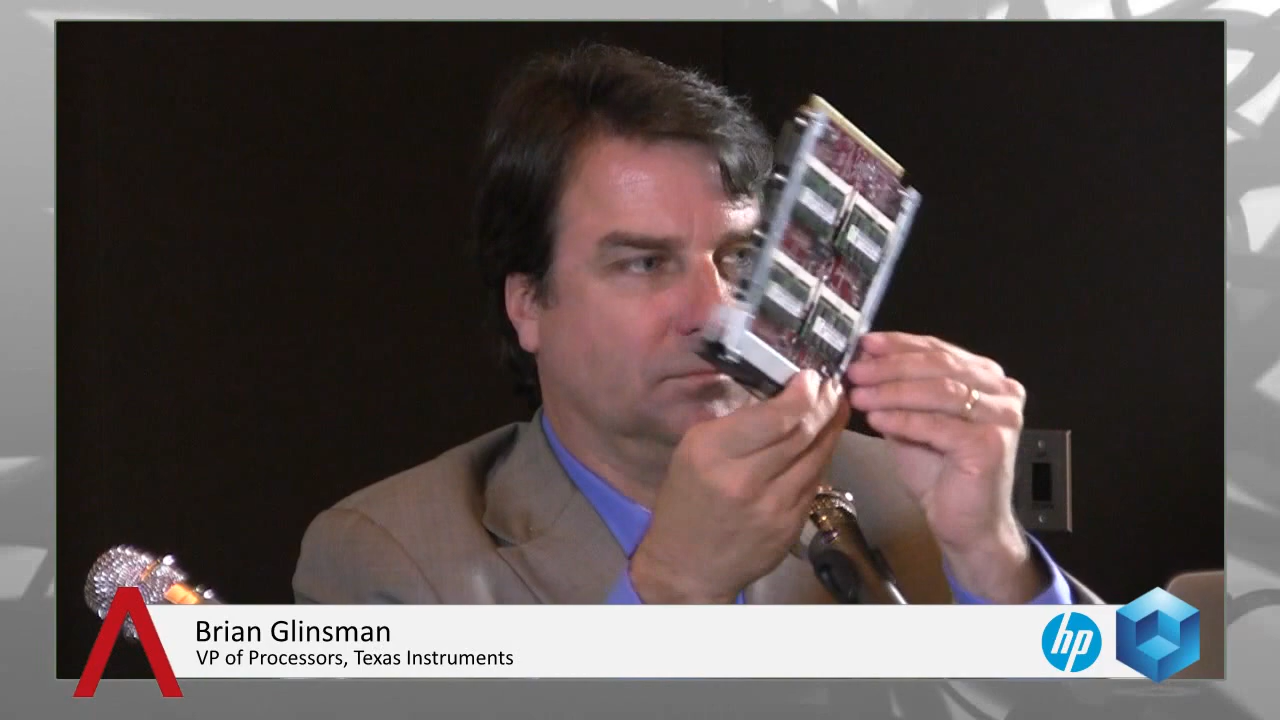 Brian Glinsman
VP of Processors, Texas Instruments
hp